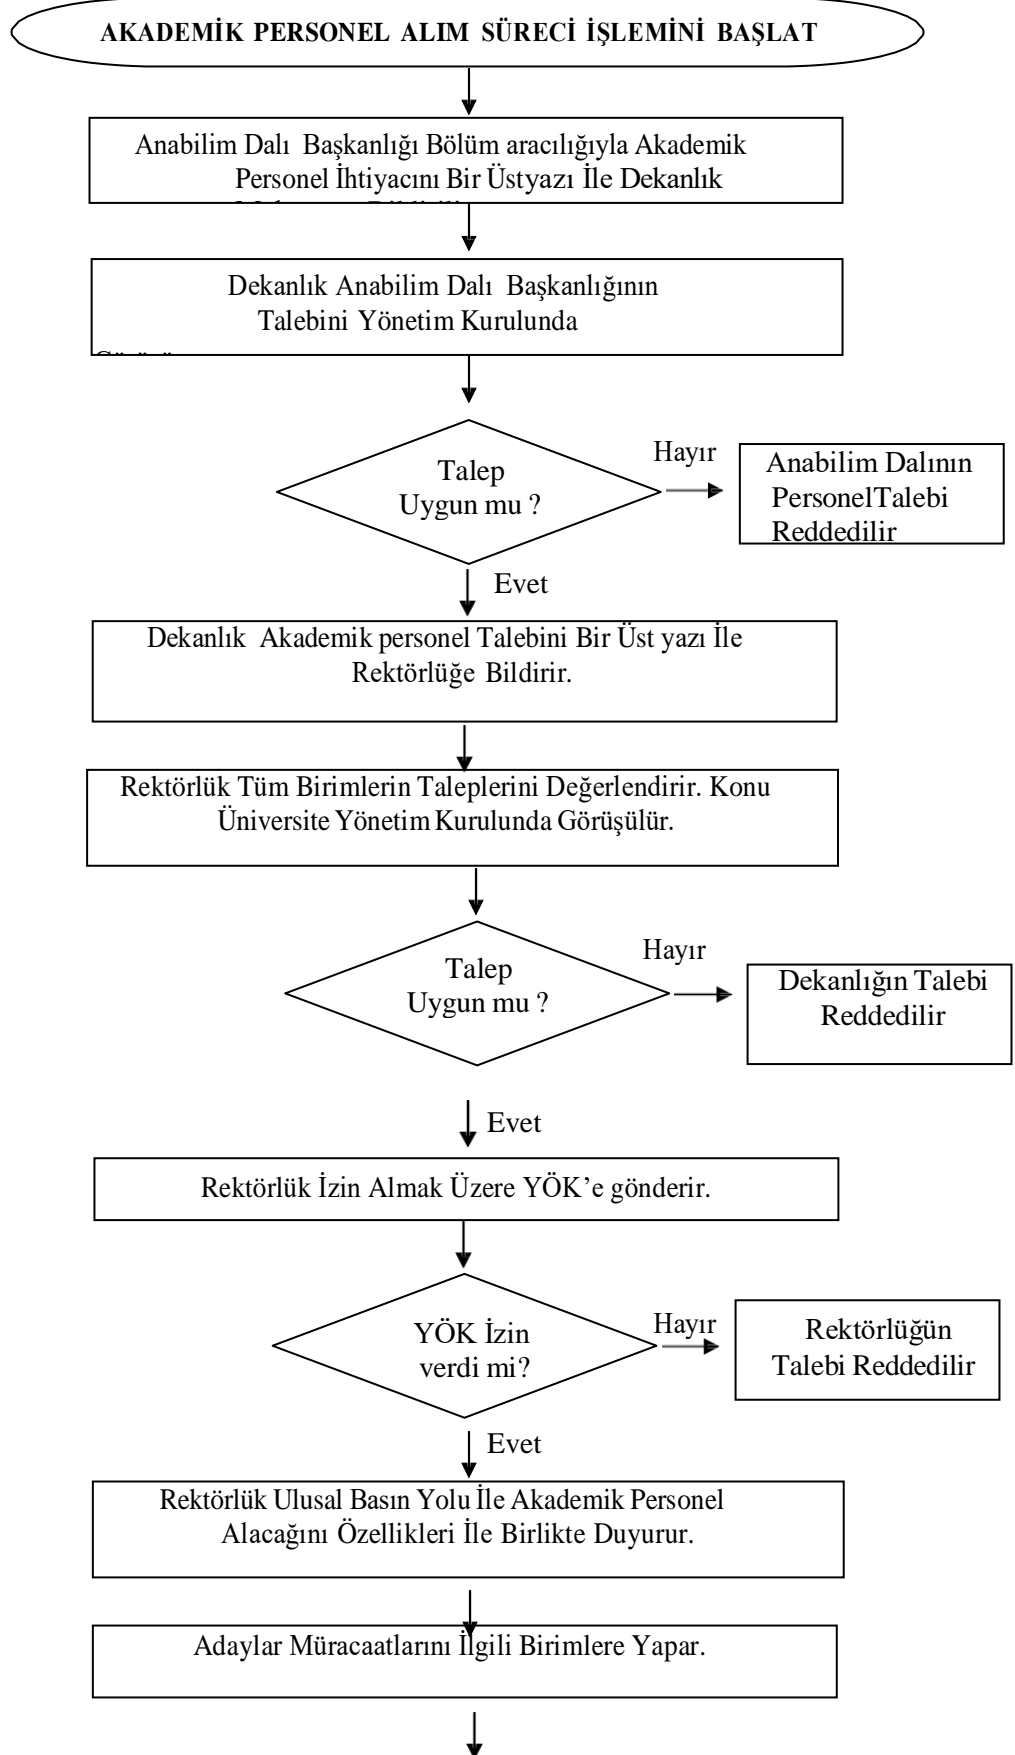 AKADEMİK PERSONEL ALIM SÜRECİ İŞLEMİNİ BAŞLAT
Anabilim Dalı Başkanlığı Bölüm aracılığıyla Akademik
Personel İhtiyacını Bir Üstyazı İle Dekanlık
Dekanlık Anabilim Dalı Başkanlığının
Talebini Yönetim Kurulunda
Talep
Uygun mu ?
Hayır
Anabilim Dalının
PersonelTalebi
Reddedilir
Evet
Dekanlık Akademik personel Talebini Bir Üst yazı İle
Rektörlüğe Bildirir.
Rektörlük Tüm Birimlerin Taleplerini Değerlendirir. Konu
Üniversite Yönetim Kurulunda Görüşülür.
Talep
Uygun mu ?
Hayır
Dekanlığın Talebi
Reddedilir
Evet
Rektörlük İzin Almak Üzere YÖK’e gönderir.
YÖK İzin
verdi mi?
Hayır
Rektörlüğün
Talebi Reddedilir
Evet
Rektörlük Ulusal Basın Yolu İle Akademik Personel
Alacağını Özellikleri İle Birlikte Duyurur.
Adaylar Müracaatlarını İlgili Birimlere Yapar.